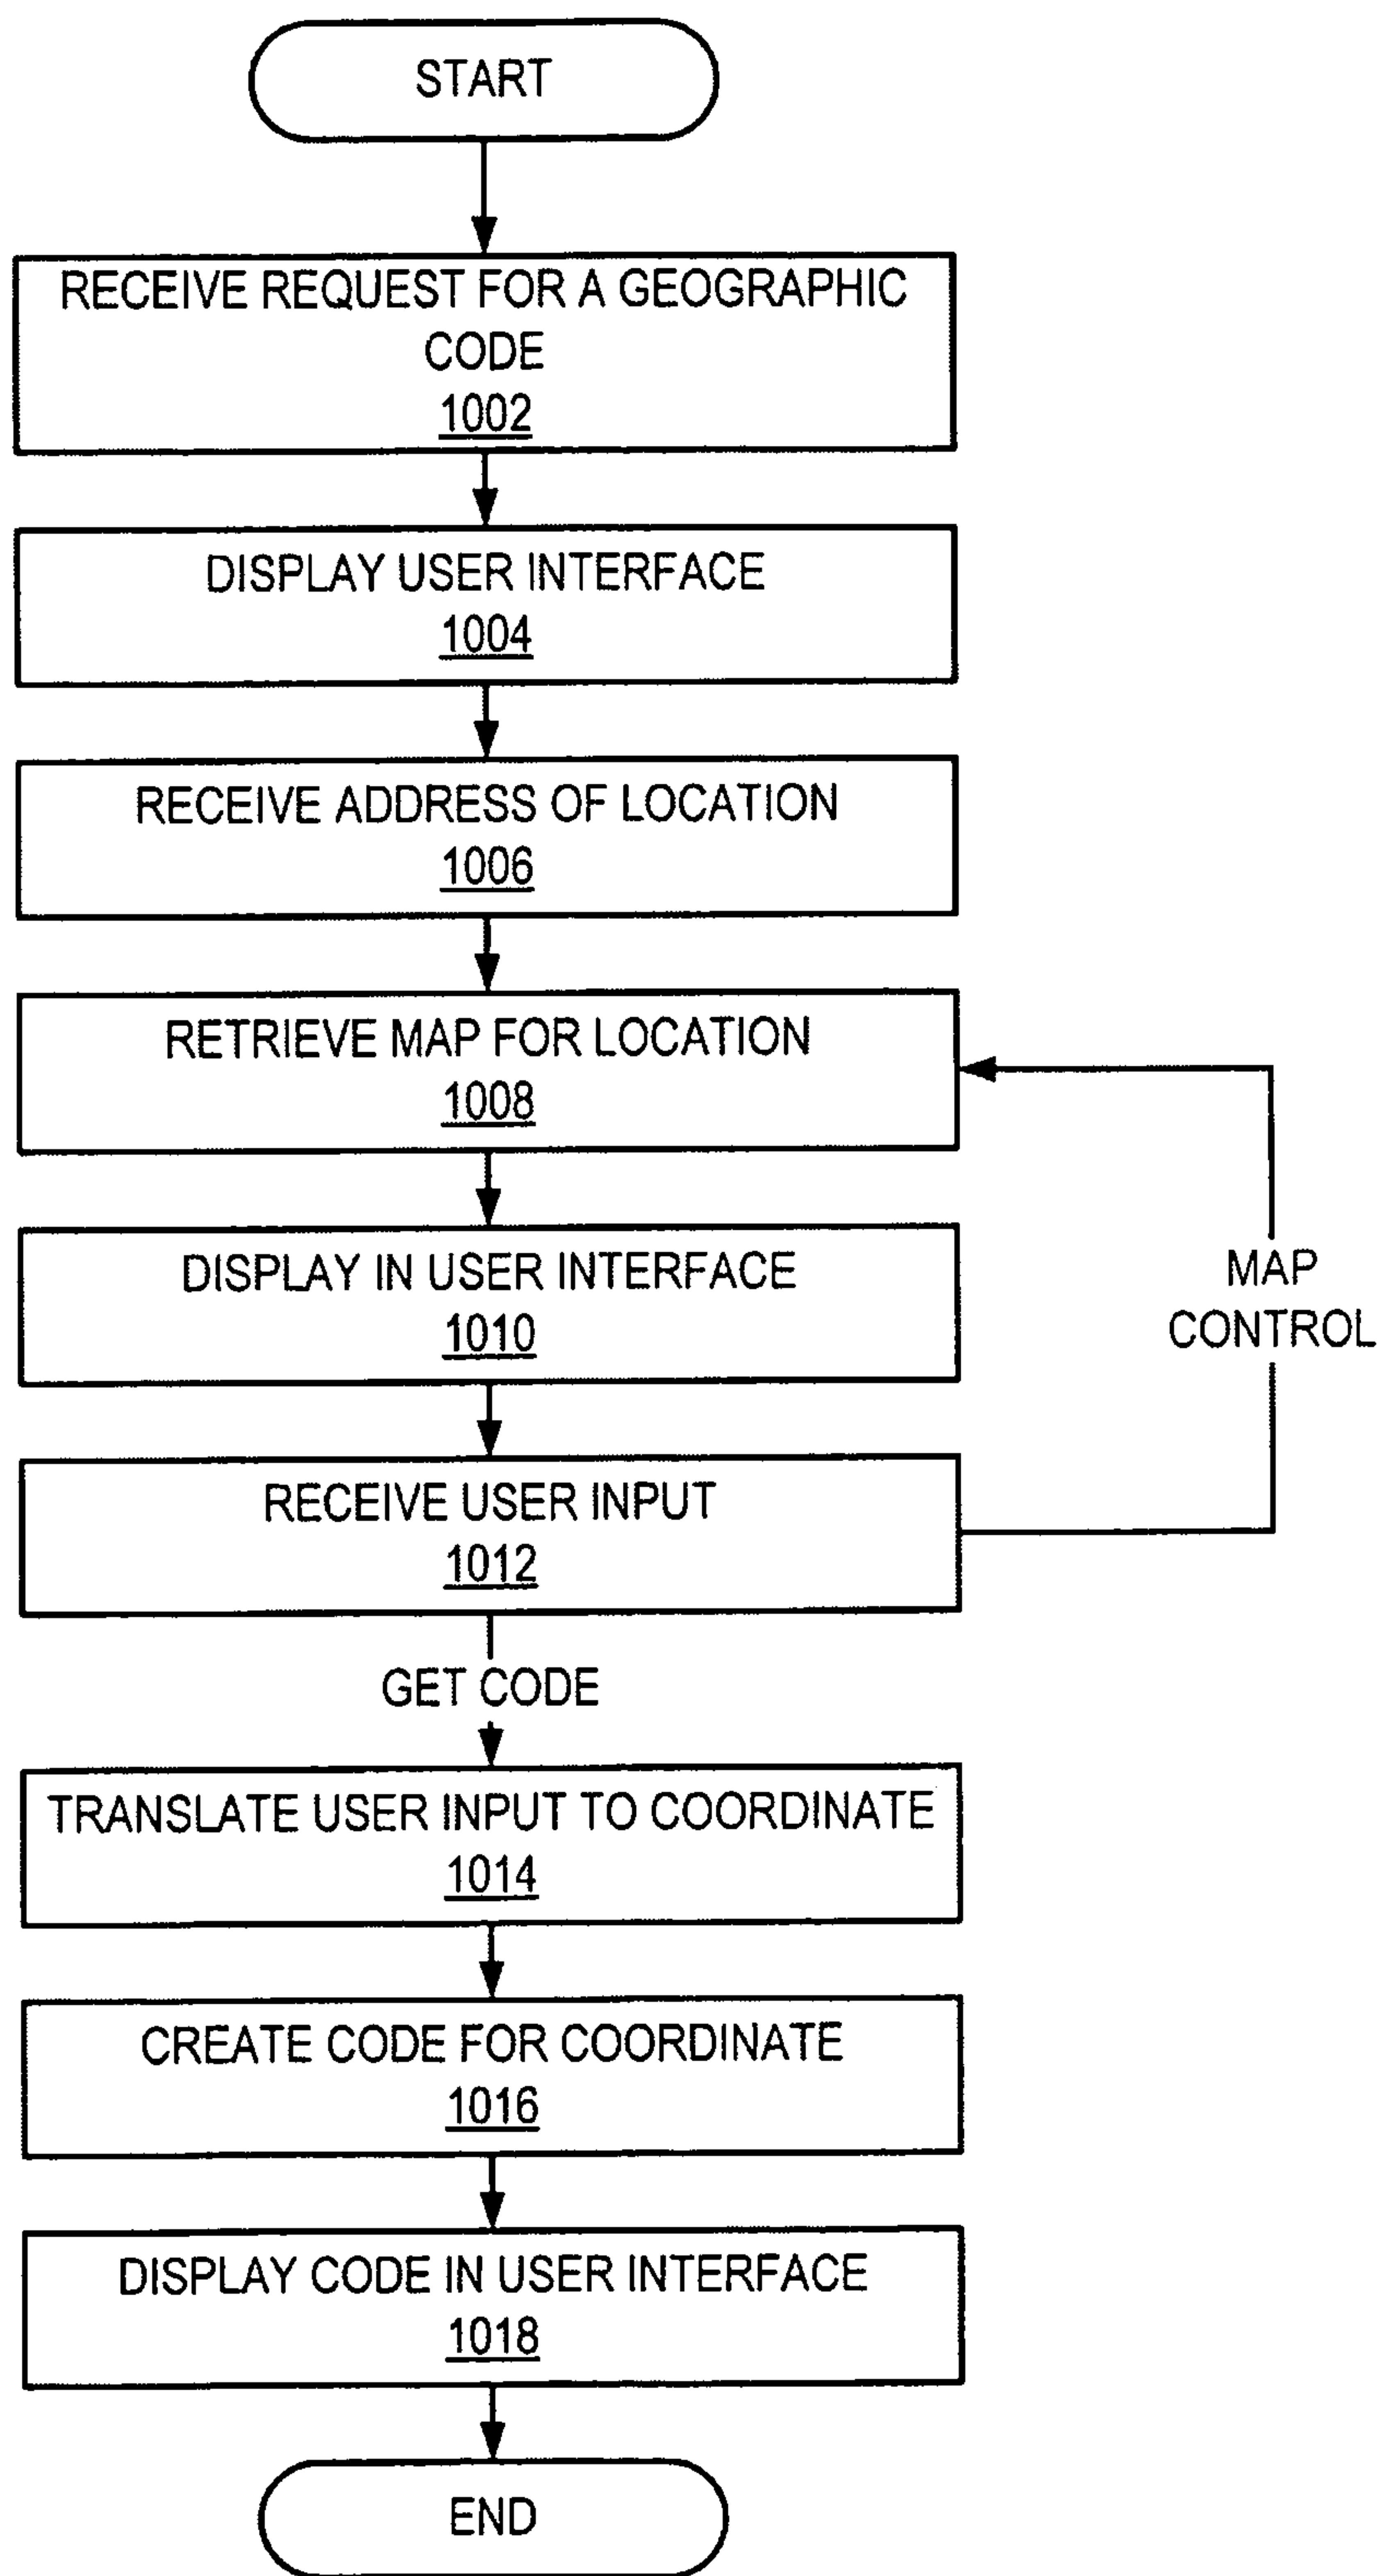 START
RECEIVE REQUEST FOR A GEOGRAPHIC
CODE
1002
DISPLAY USER INTERFACE
1004
RECEIVE ADDRESS OF LOCATION
1006
RETRIEVE MAP FOR LOCATION
1008
DISPLAY IN USER INTERFACE
1010
MAP
CONTROL
RECEIVE USER INPUT
1012
GET CODE
TRANSLATE USER INPUT TO COORDINATE
1014
CREATE CODE FOR COORDINATE
1016
DISPLAY CODE IN USER INTERFACE
1018
END